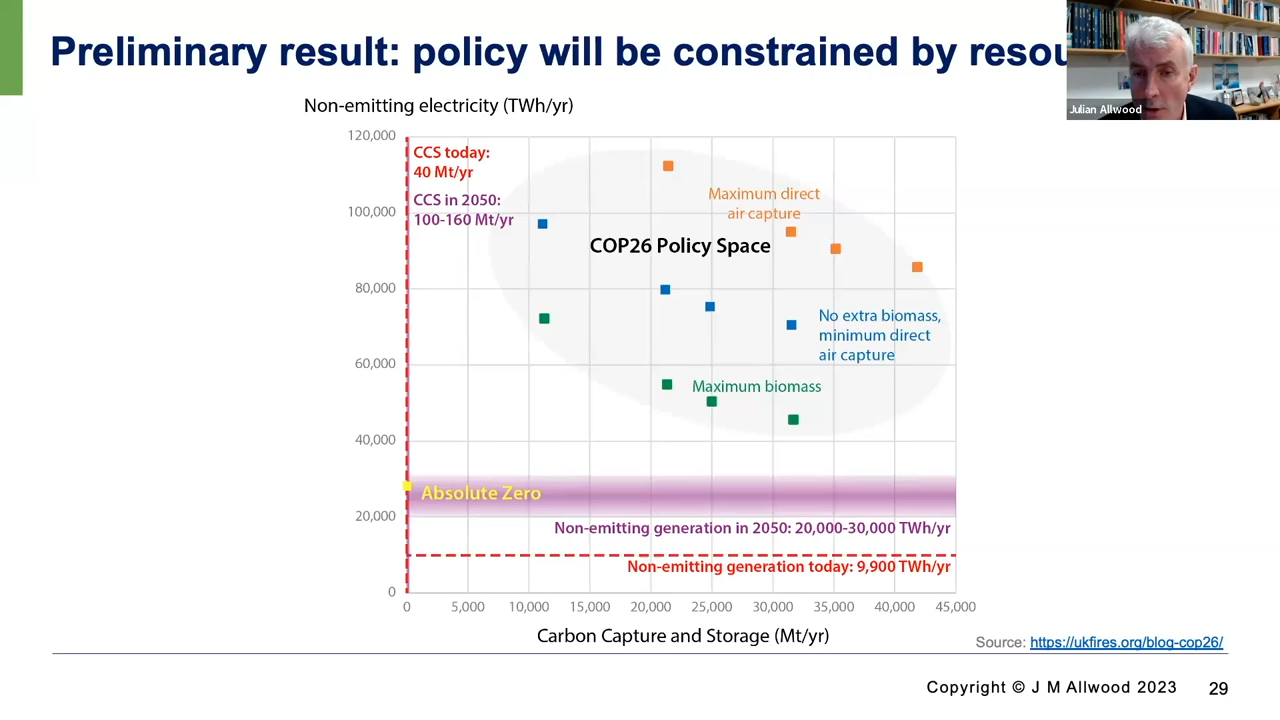 Preliminary result: policy will be constrained by
Julian Allwood
Non-emitting electricity (TWh/yr)
120,000
100,000
80,000
60,000
40,000
20,000
0
CCS today:
40 Mt/yr
CCS in 2050:
100-160 Mt/yr
Maximum direct
air capture
COP26 Policy Space
No extra biomass,
minimum direct
air capture
Maximum biomass
Absolute Zero
Non-emitting generation in 2050: 20,000-30,000 TWh/yr
Non-emitting generation today: 9,900 TWh/yr
0 5,000 10,000 15,000 20,000 25,000 30,000 35,000 40,000 45,000
Carbon Capture and Storage (Mt/yr)
Source: https://ukfires.org/blog-cop26/
Copyright © J M Allwood 2023 29